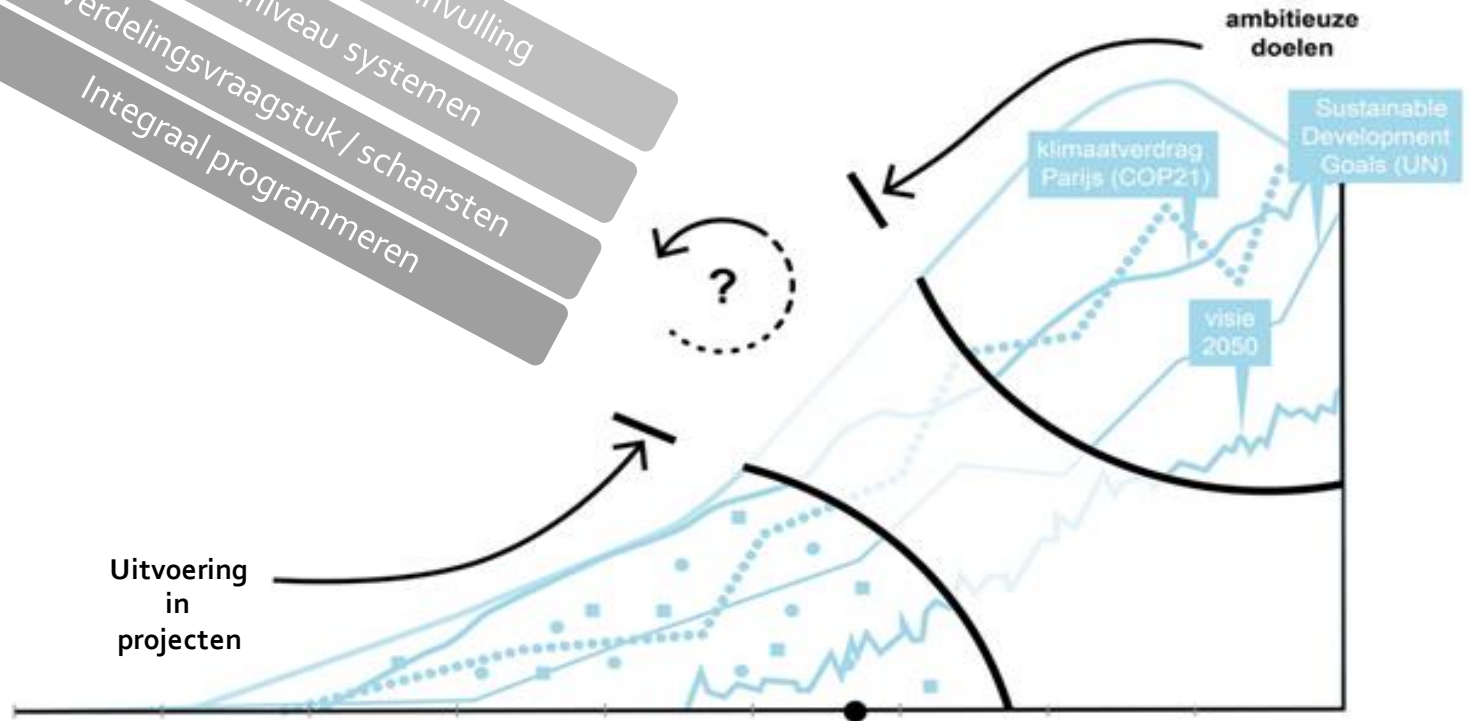 nvulling
niveau systemen
verdelingsvraagstuk/ schaarsten
Integraal programmeren
ambitieuze
doelen
Sustainable
Development
Goals (UN)
klimaatverdrag
Parijs (COP21)
?
visie
2050
Uitvoering
in
projecten